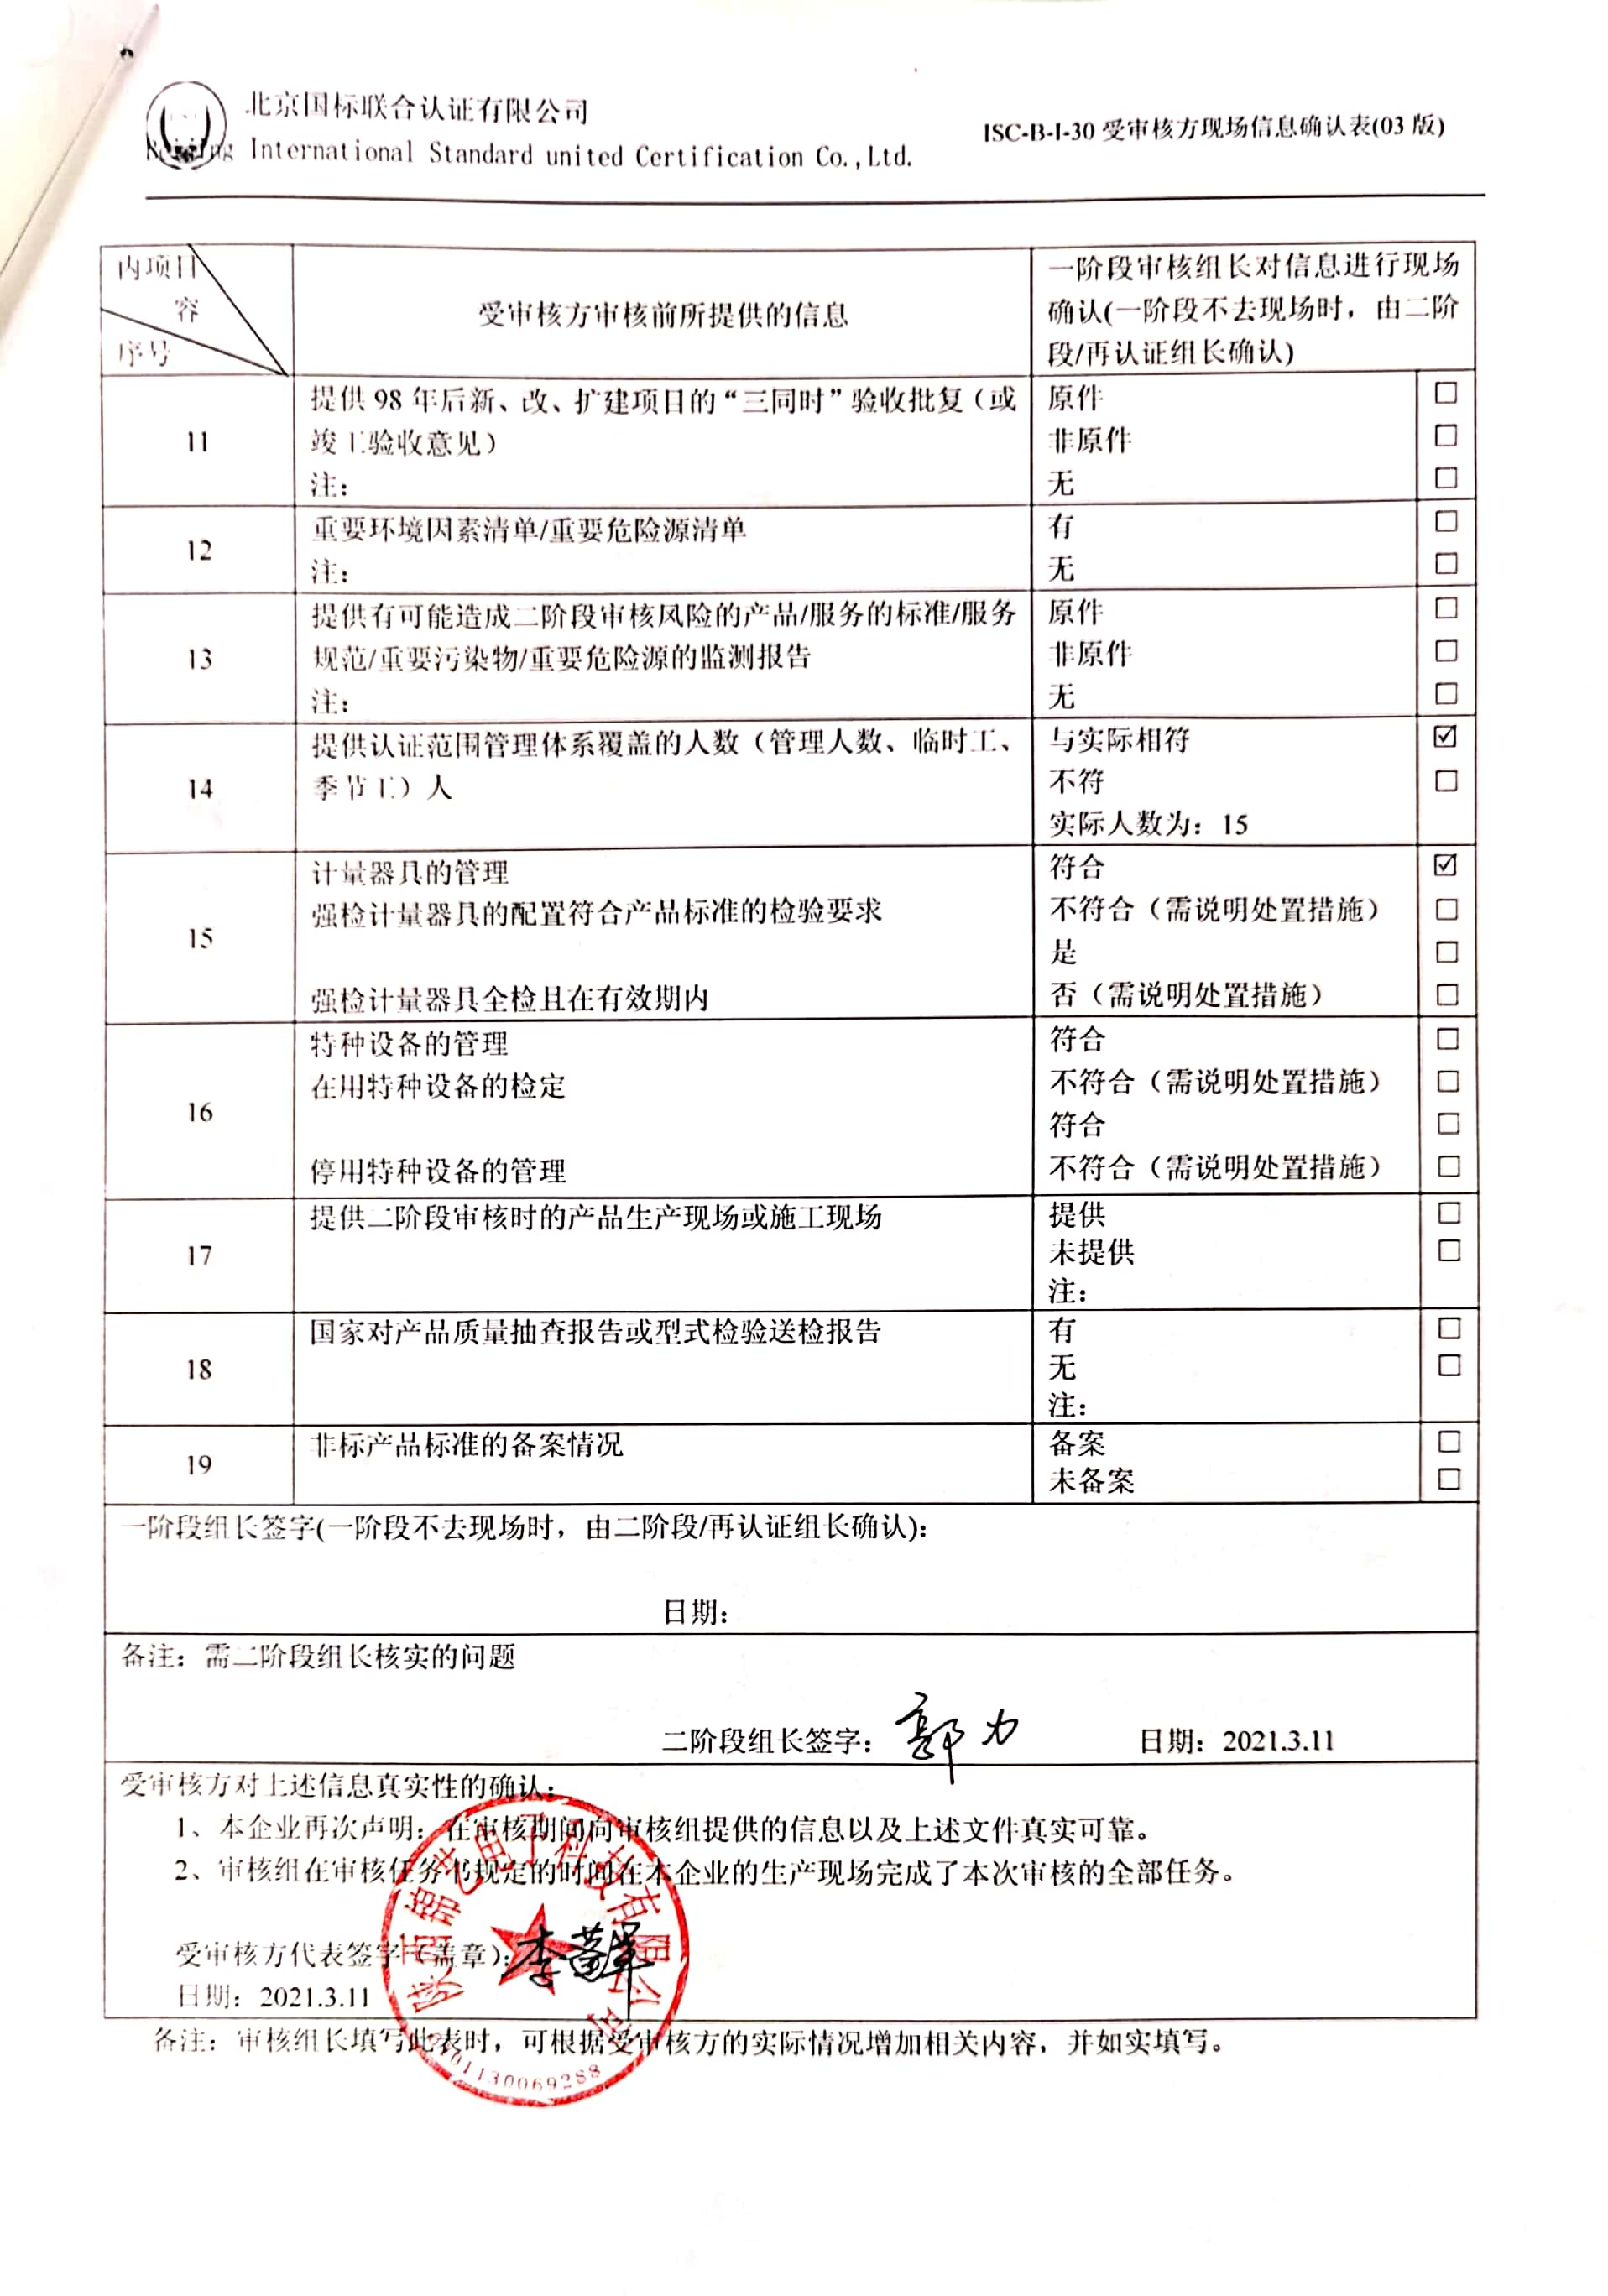 北京国标联合认证有限公司
Beijing International Standard united Certification Co.,Ltd.
ISC-B-I-30 受审核方现场信息确认表(03 版)
内项目
容
序号
受审核方审核前所提供的信息
一阶段审核组长对信息进行现场
确认(一阶段不去现场时，由二阶
段/再认证组长确认)
11
提供 98 年后新、改、扩建项目的“三同时”验收批复（或
竣工验收意见）
注：
原件 □
非原件 □
无 □
12
重要环境因素清单/重要危险源清单
注：
有 □
无 □
13
提供有可能造成二阶段审核风险的产品/服务的标准/服务
规范/重要污染物/重要危险源的监测报告
注：
原件 □
非原件 □
无 □
14
提供认证范围管理体系覆盖的人数（管理人数、临时工、
季节工）人
与实际相符 ☑
不符 □
实际人数为：15
15
计量器具的管理
强检计量器具的配置符合产品标准的检验要求
强检计量器具全检且在有效期内
符合 ☑
不符合（需说明处置措施） □
是 □
否（需说明处置措施） □
16
特种设备的管理
在用特种设备的检定
停用特种设备的管理
符合 □
不符合（需说明处置措施） □
符合 □
不符合（需说明处置措施） □
17
提供二阶段审核时的产品生产现场或施工现场
提供 □
未提供 □
注：
18
国家对产品质量抽查报告或型式检验送检报告
有 □
无 □
注：
19
非标产品标准的备案情况
备案 □
未备案 □
一阶段组长签字(一阶段不去现场时，由二阶段/再认证组长确认)：
日期：
备注：需二阶段组长核实的问题
二阶段组长签字：郭力 日期：2021.3.11
受审核方对上述信息真实性的确认：
1、本企业再次声明：在审核期间向审核组提供的信息以及上述文件真实可靠。
2、审核组在审核任务书规定的时间在本企业的生产现场完成了本次审核的全部任务。
受审核方代表签字（盖章）：李
日期：2021.3.11
备注：审核组长填写此表时，可根据受审核方的实际情况增加相关内容，并如实填写。
陕西 电子科技有限公司
01130069288